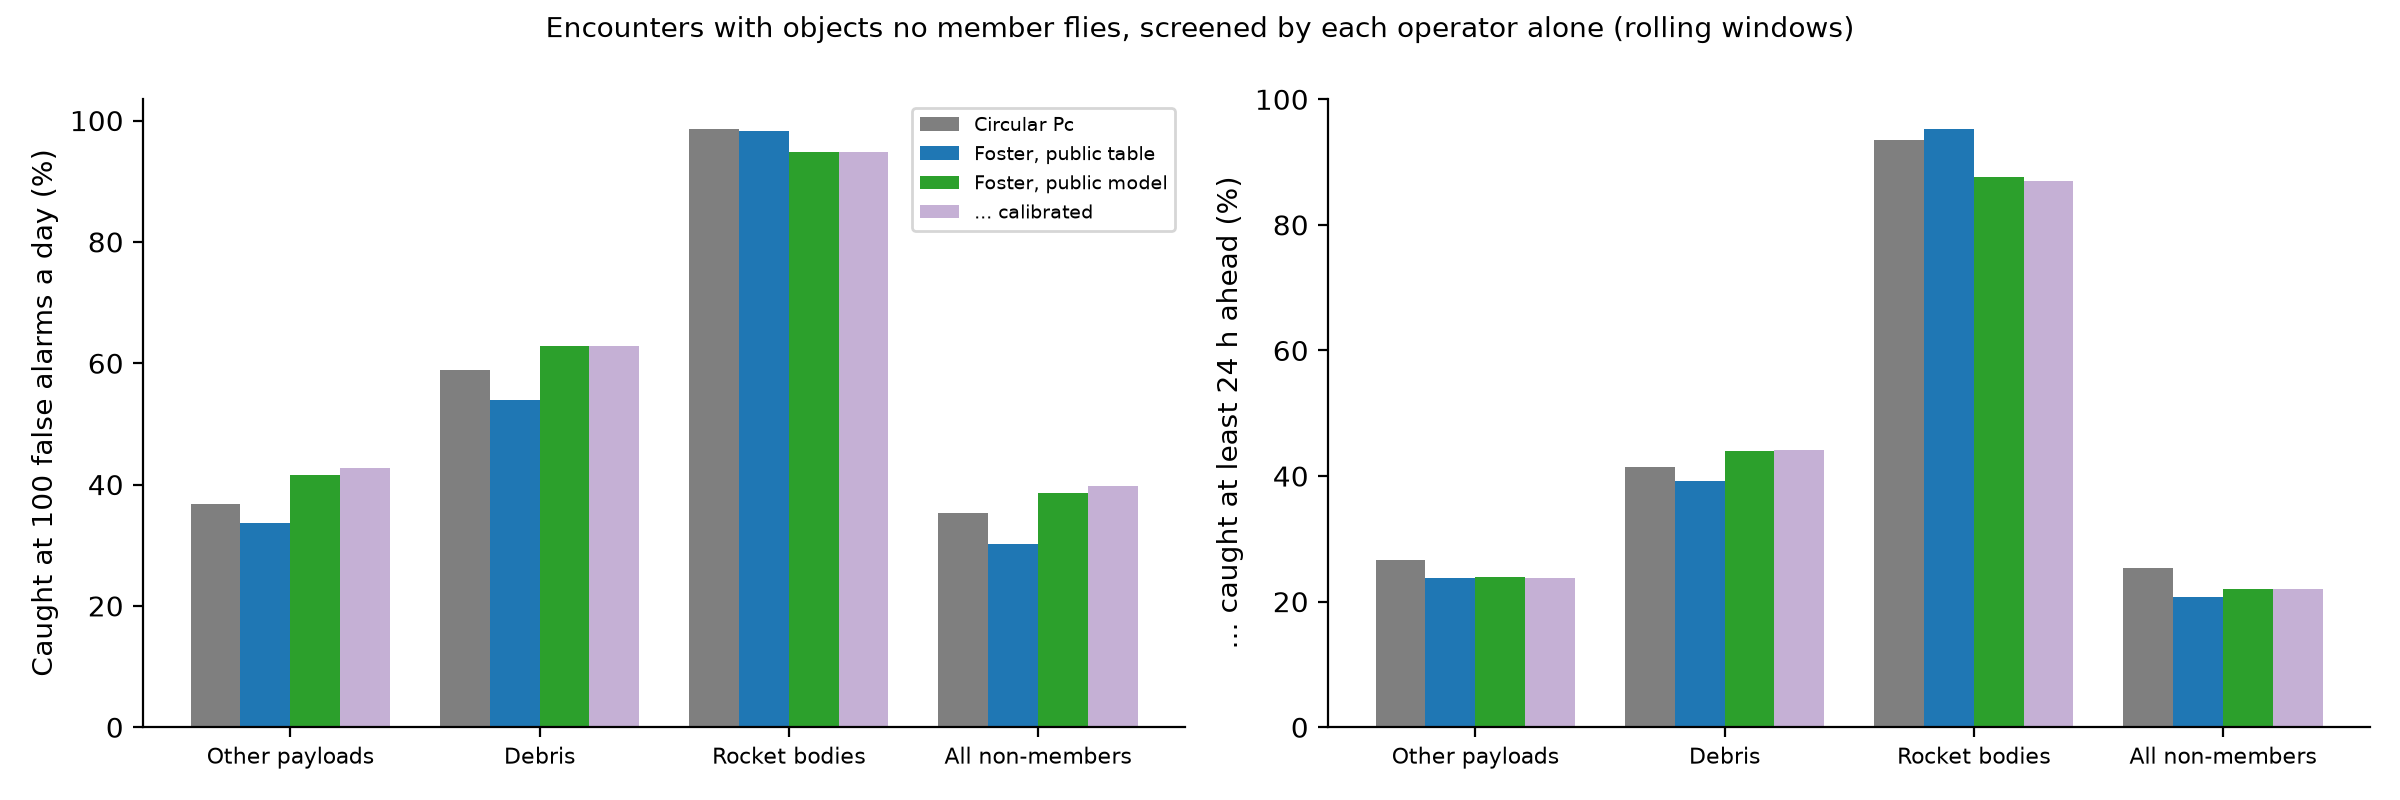 Encounters with objects no member flies, screened by each operator alone (rolling windows)
Caught at 100 false alarms a day (%)
100
80
60
40
20
0
Circular Pc
Foster, public table
Foster, public model
... calibrated
Other payloads
Debris
Rocket bodies
All non-members
... caught at least 24 h ahead (%)
100
80
60
40
20
0
Other payloads
Debris
Rocket bodies
All non-members